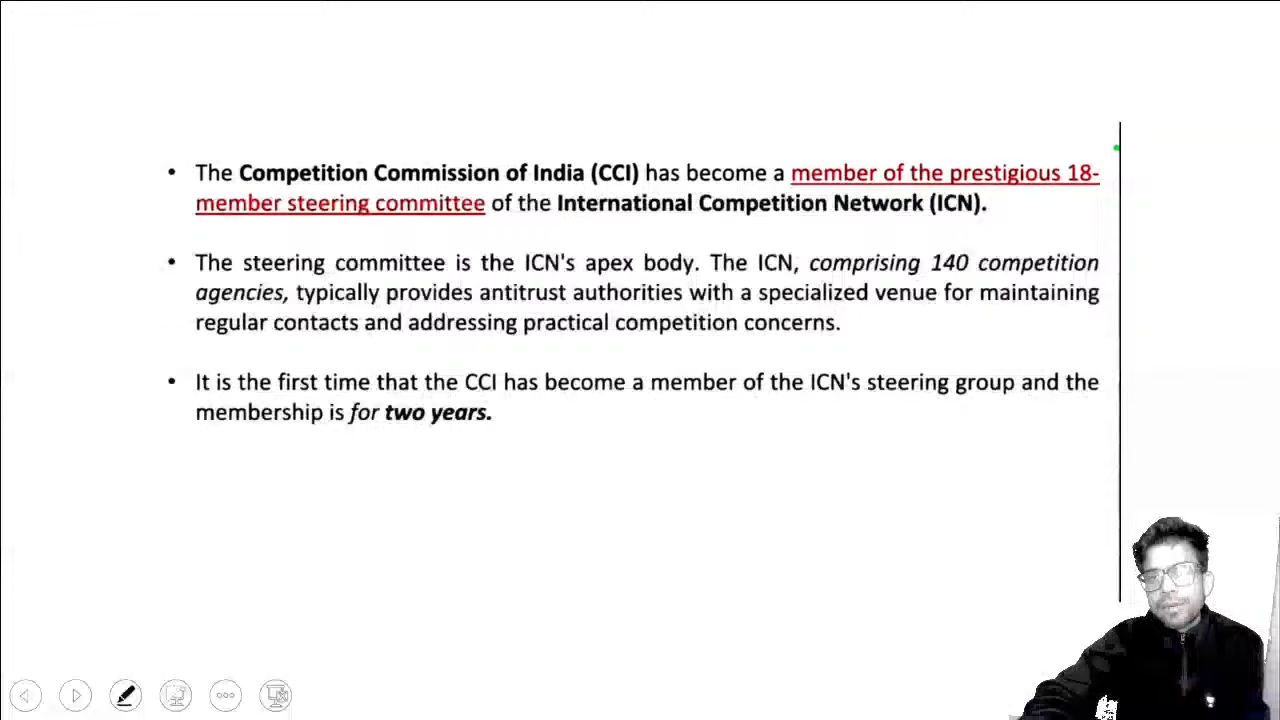 • The Competition Commission of India (CCI) has become a member of the prestigious 18-
member steering committee of the International Competition Network (ICN).
• The steering committee is the ICN's apex body. The ICN, comprising 140 competition
agencies, typically provides antitrust authorities with a specialized venue for maintaining
regular contacts and addressing practical competition concerns.
• It is the first time that the CCI has become a member of the ICN's steering group and the
membership is for two years.